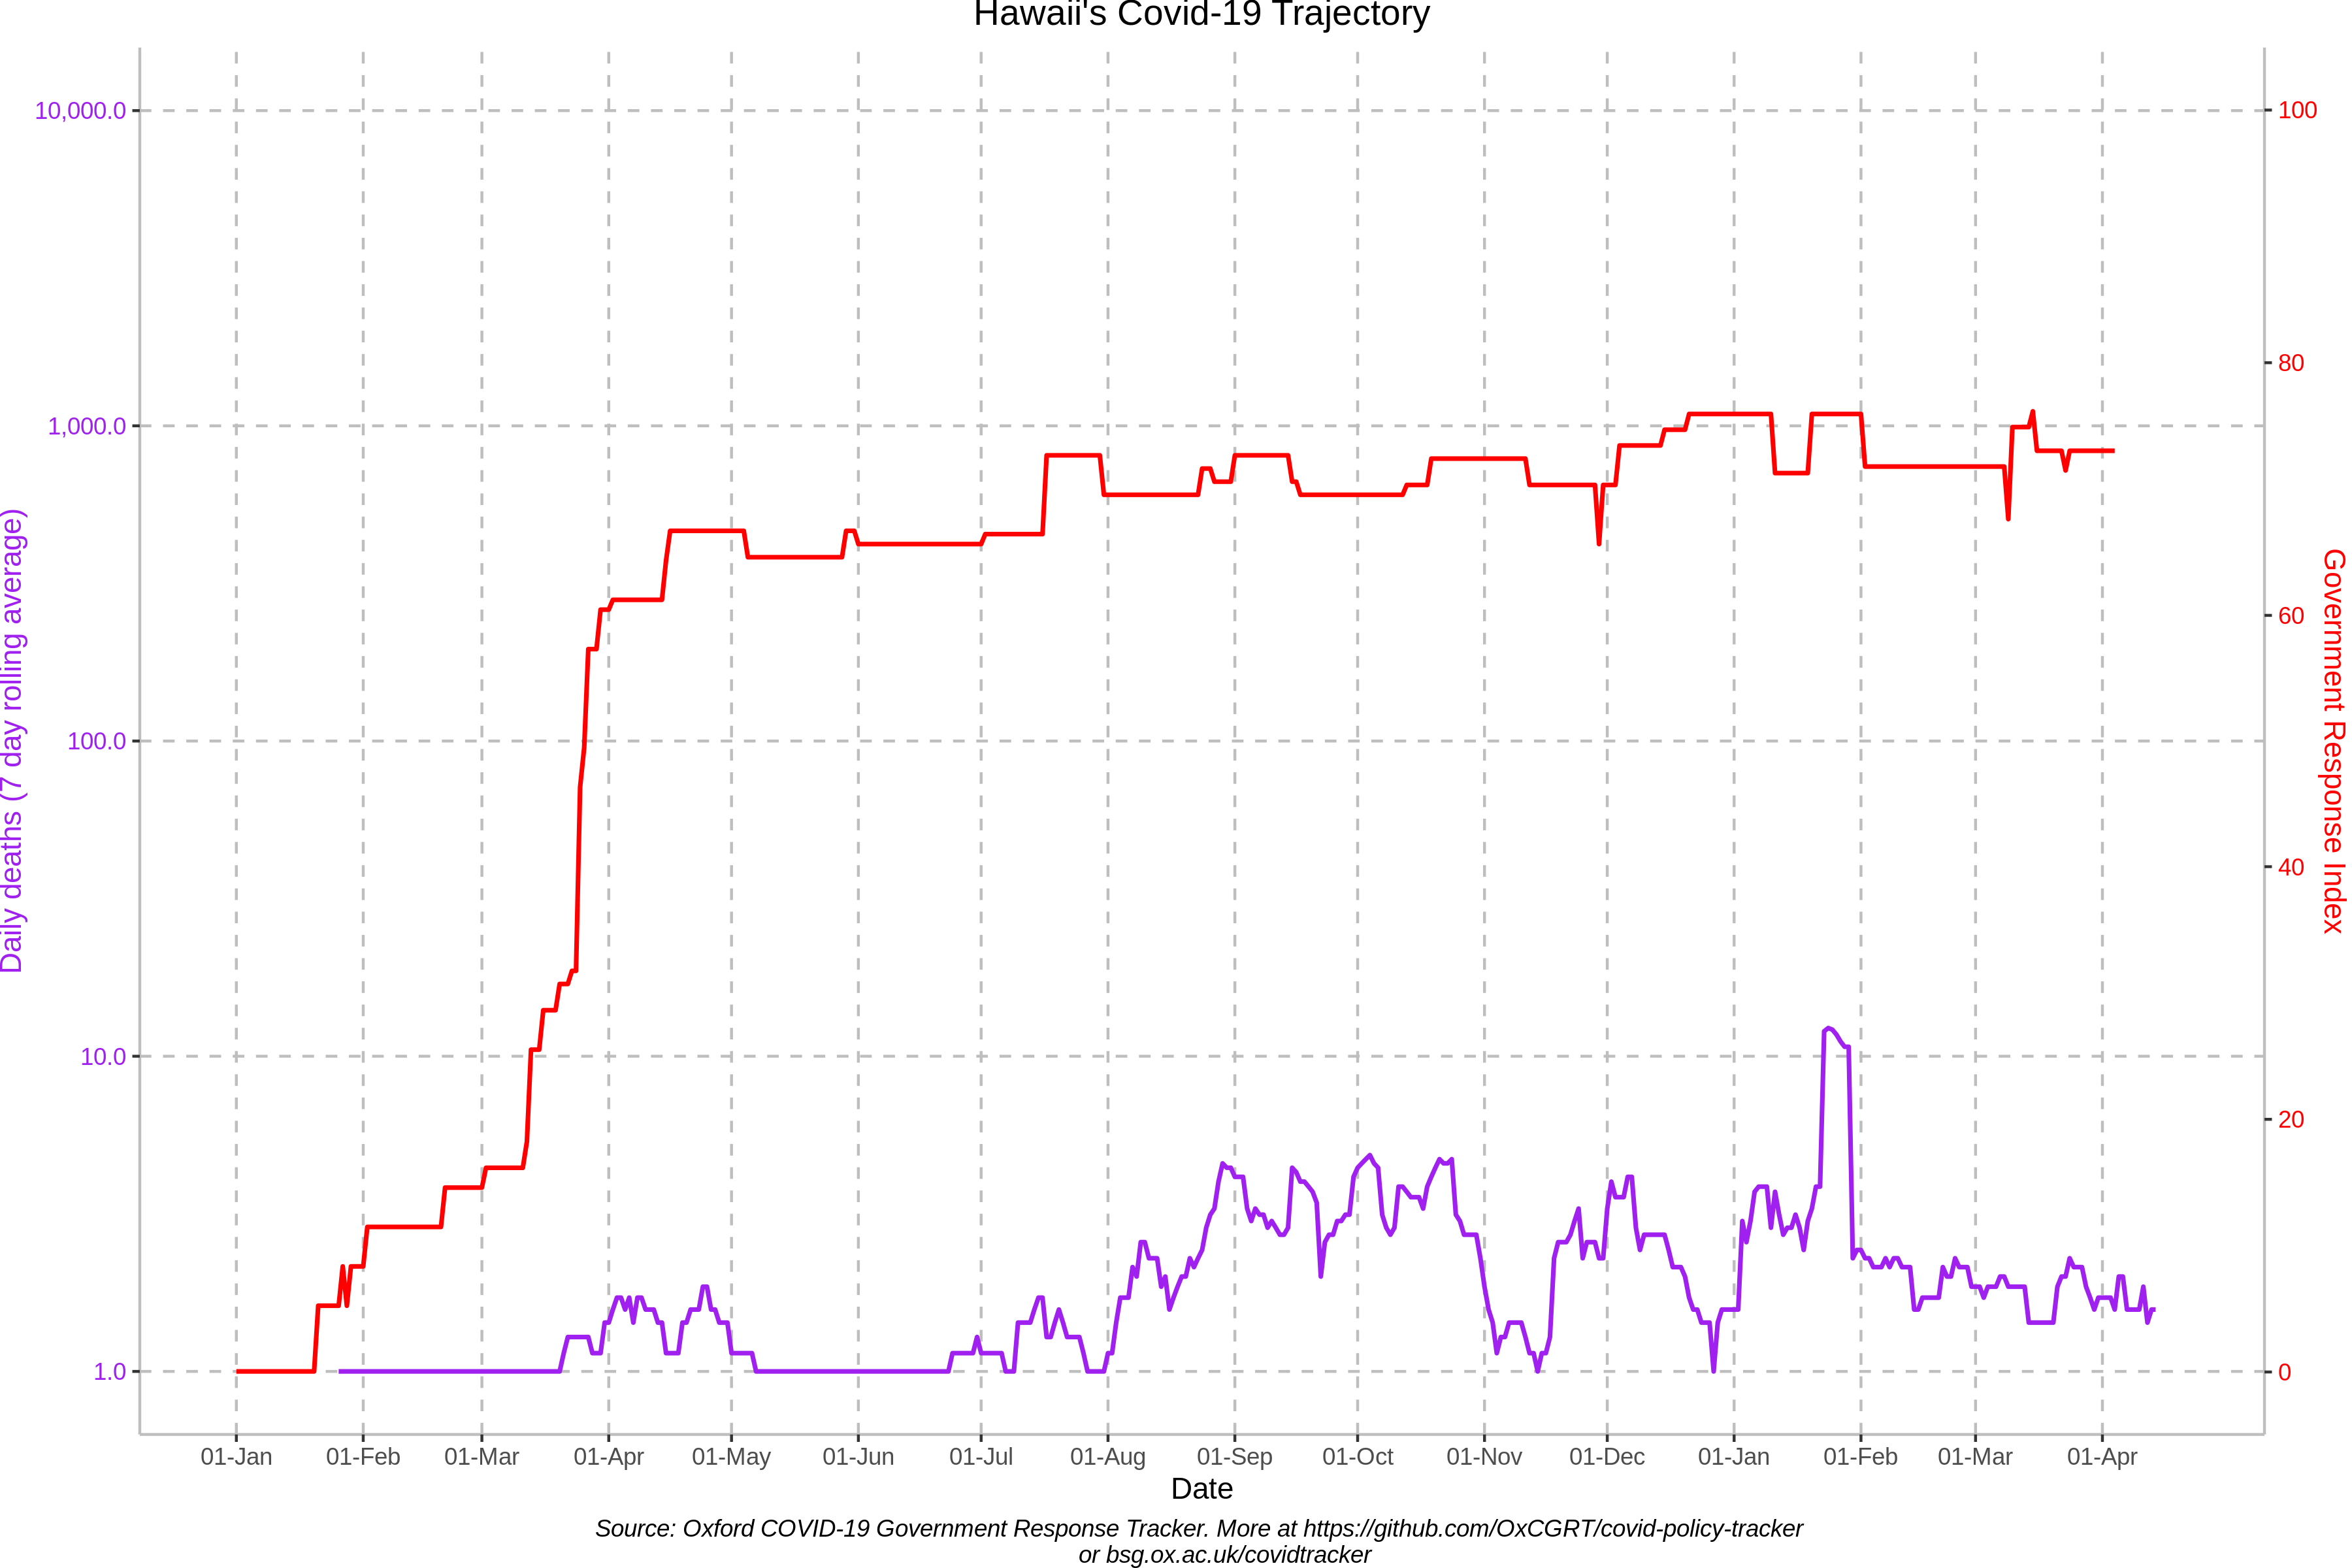 Hawaii's Covid-19 Trajectory
10,000.0
1,000.0
100.0
10.0
1.0
Daily deaths (7 day rolling average)
100
80
60
40
20
0
Government Response Index
01-Jan 01-Feb 01-Mar 01-Apr 01-May 01-Jun 01-Jul 01-Aug 01-Sep 01-Oct 01-Nov 01-Dec 01-Jan 01-Feb 01-Mar 01-Apr
Date
Source: Oxford COVID-19 Government Response Tracker. More at https://github.com/OxCGRT/covid-policy-tracker
or bsg.ox.ac.uk/covidtracker